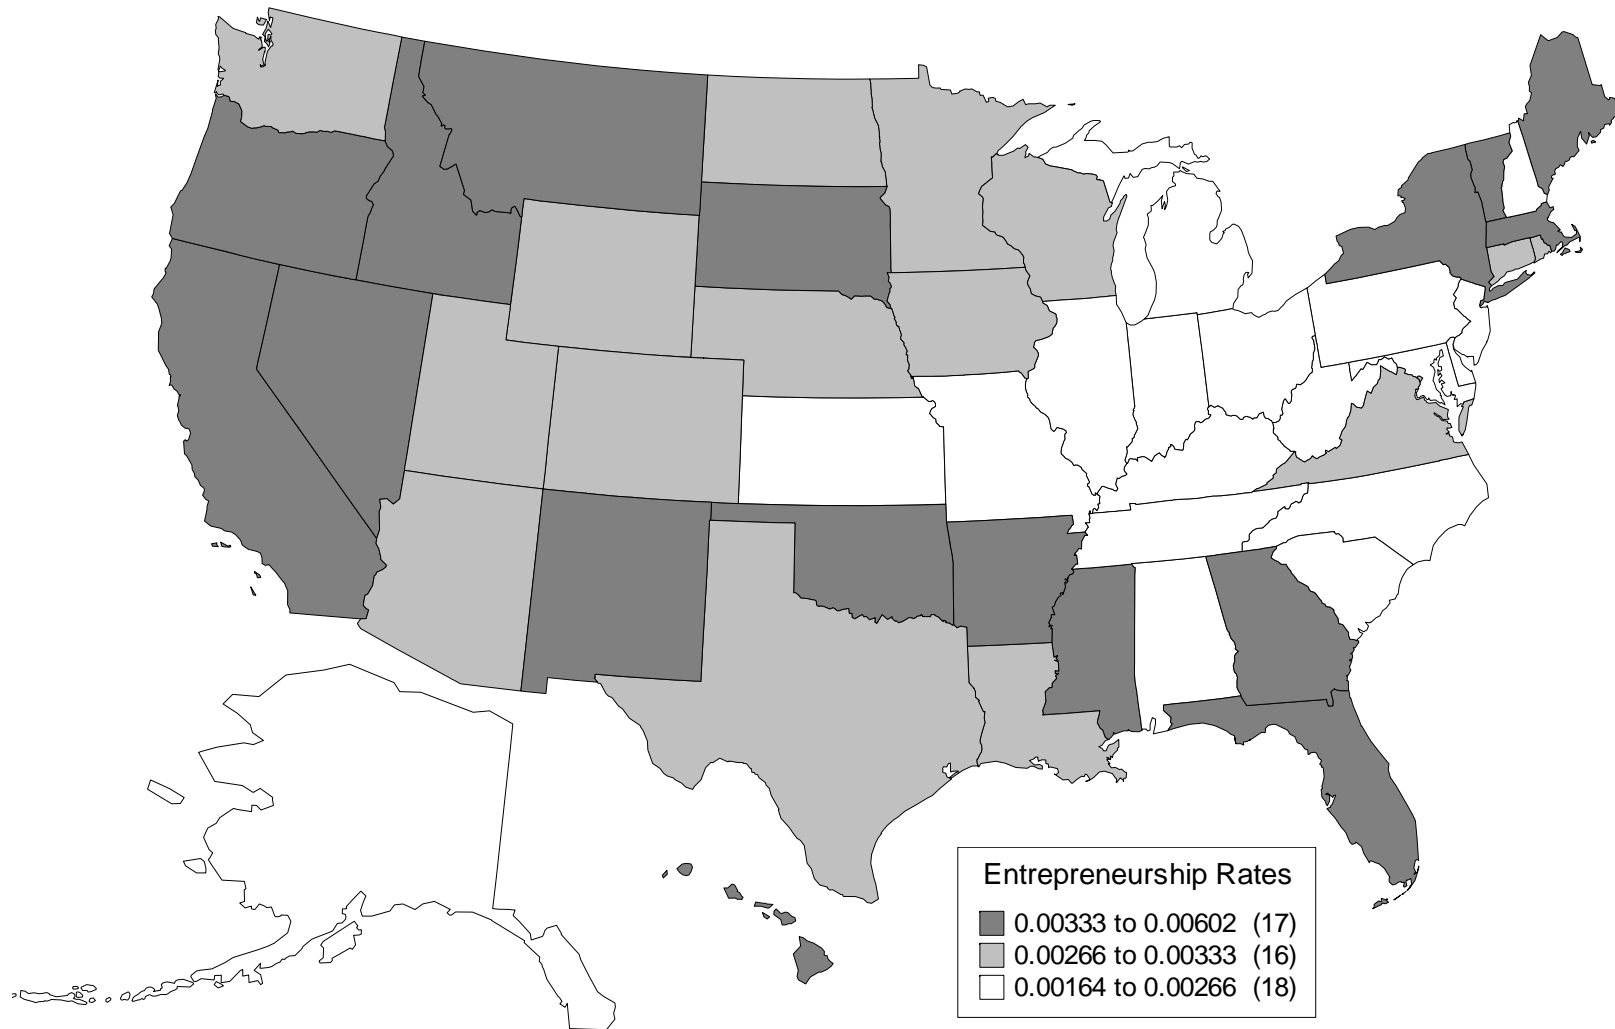 Entrepreneurship Rates
0.00333 to 0.00602 (17)
0.00266 to 0.00333 (16)
0.00164 to 0.00266 (18)